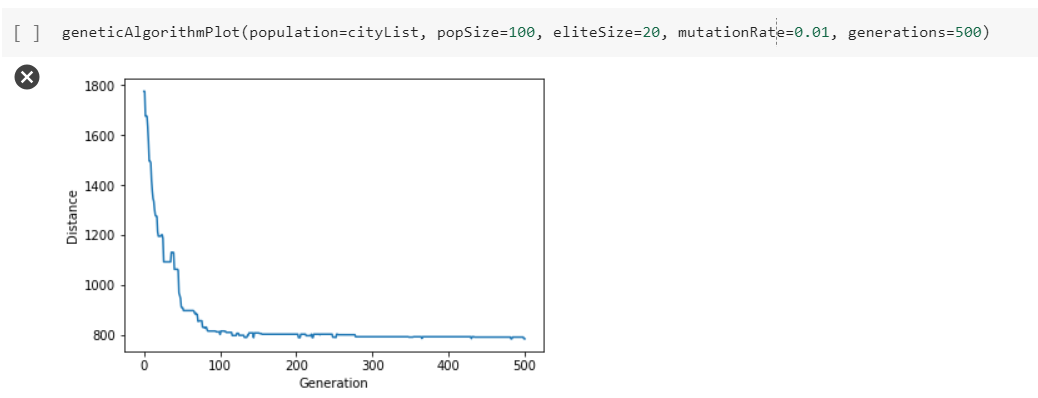 [ ] geneticAlgorithmPlot(population=cityList, popSize=100, eliteSize=20, mutationRate=0.01, generations=500)
1800
1600
1400
1200
1000
800
Distance
0 100 200 300 400 500
Generation